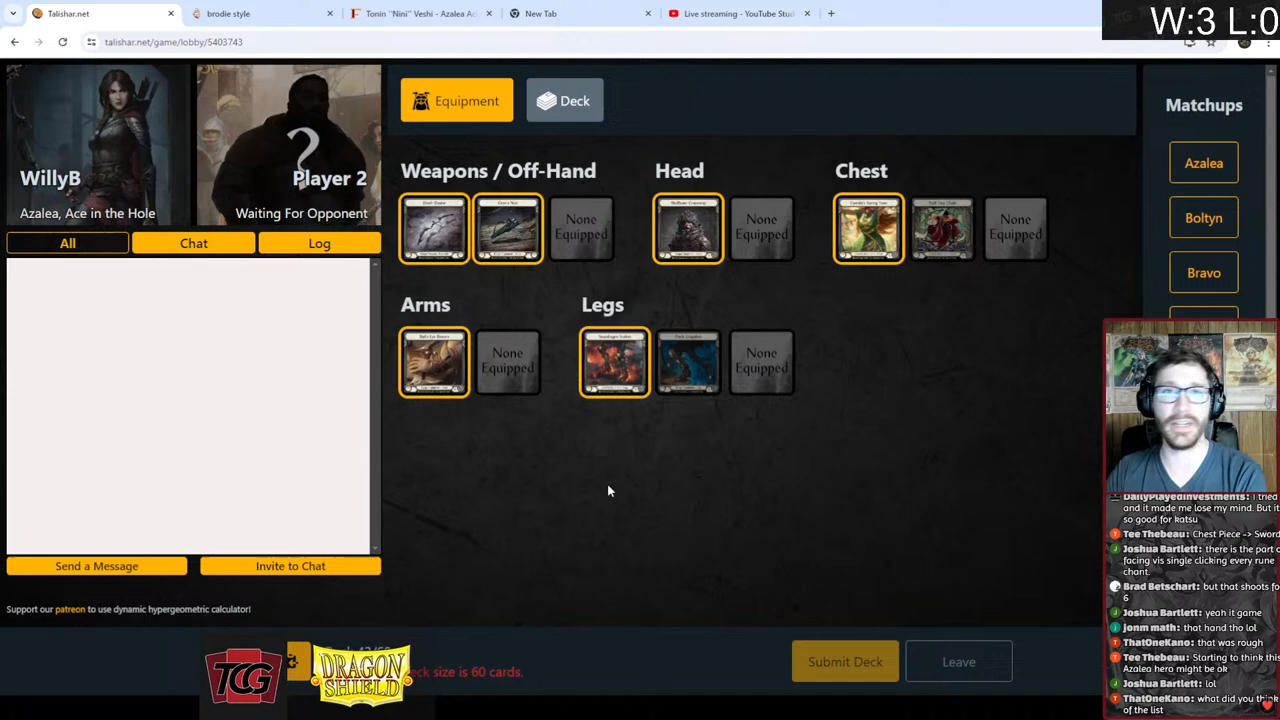 Talishar.net
brodie style
Tonin "Nini" Veshi - Azalea A
New Tab
Live streaming - YouTube Stud
W:3 L:0
talishar.net/game/lobby/5403743
WillyB
Azalea, Ace in the Hole
?
Player 2
Waiting For Opponent
All
Chat
Log
Send a Message
Invite to Chat
Support our patreon to use dynamic hypergeometric calculator!
Equipment
Deck
Weapons / Off-Hand
None
Equipped
Head
None
Equipped
Chest
None
Equipped
Arms
None
Equipped
Legs
None
Equipped
Matchups
Azalea
Boltyn
Bravo
DailyPlayedInvestments: I tried
and it made me lose my mind. But it
so good for katsu
Tee Thebeau: Chest Piece -> Sword
Joshua Bartlett: there is the part o
facing vis single clicking every rune
chant.
Brad Betschart: but that shoots fo
6
Joshua Bartlett: yeah it game
jonm math: that hand tho lol
ThatOneKano: that was rough
Tee Thebeau: Starting to think this
Azalea hero might be ok
Joshua Bartlett: lol
ThatOneKano: what did you think
of the list
TCG
DRAGON
SHIELD
ck size is 60 cards.
Submit Deck
Leave